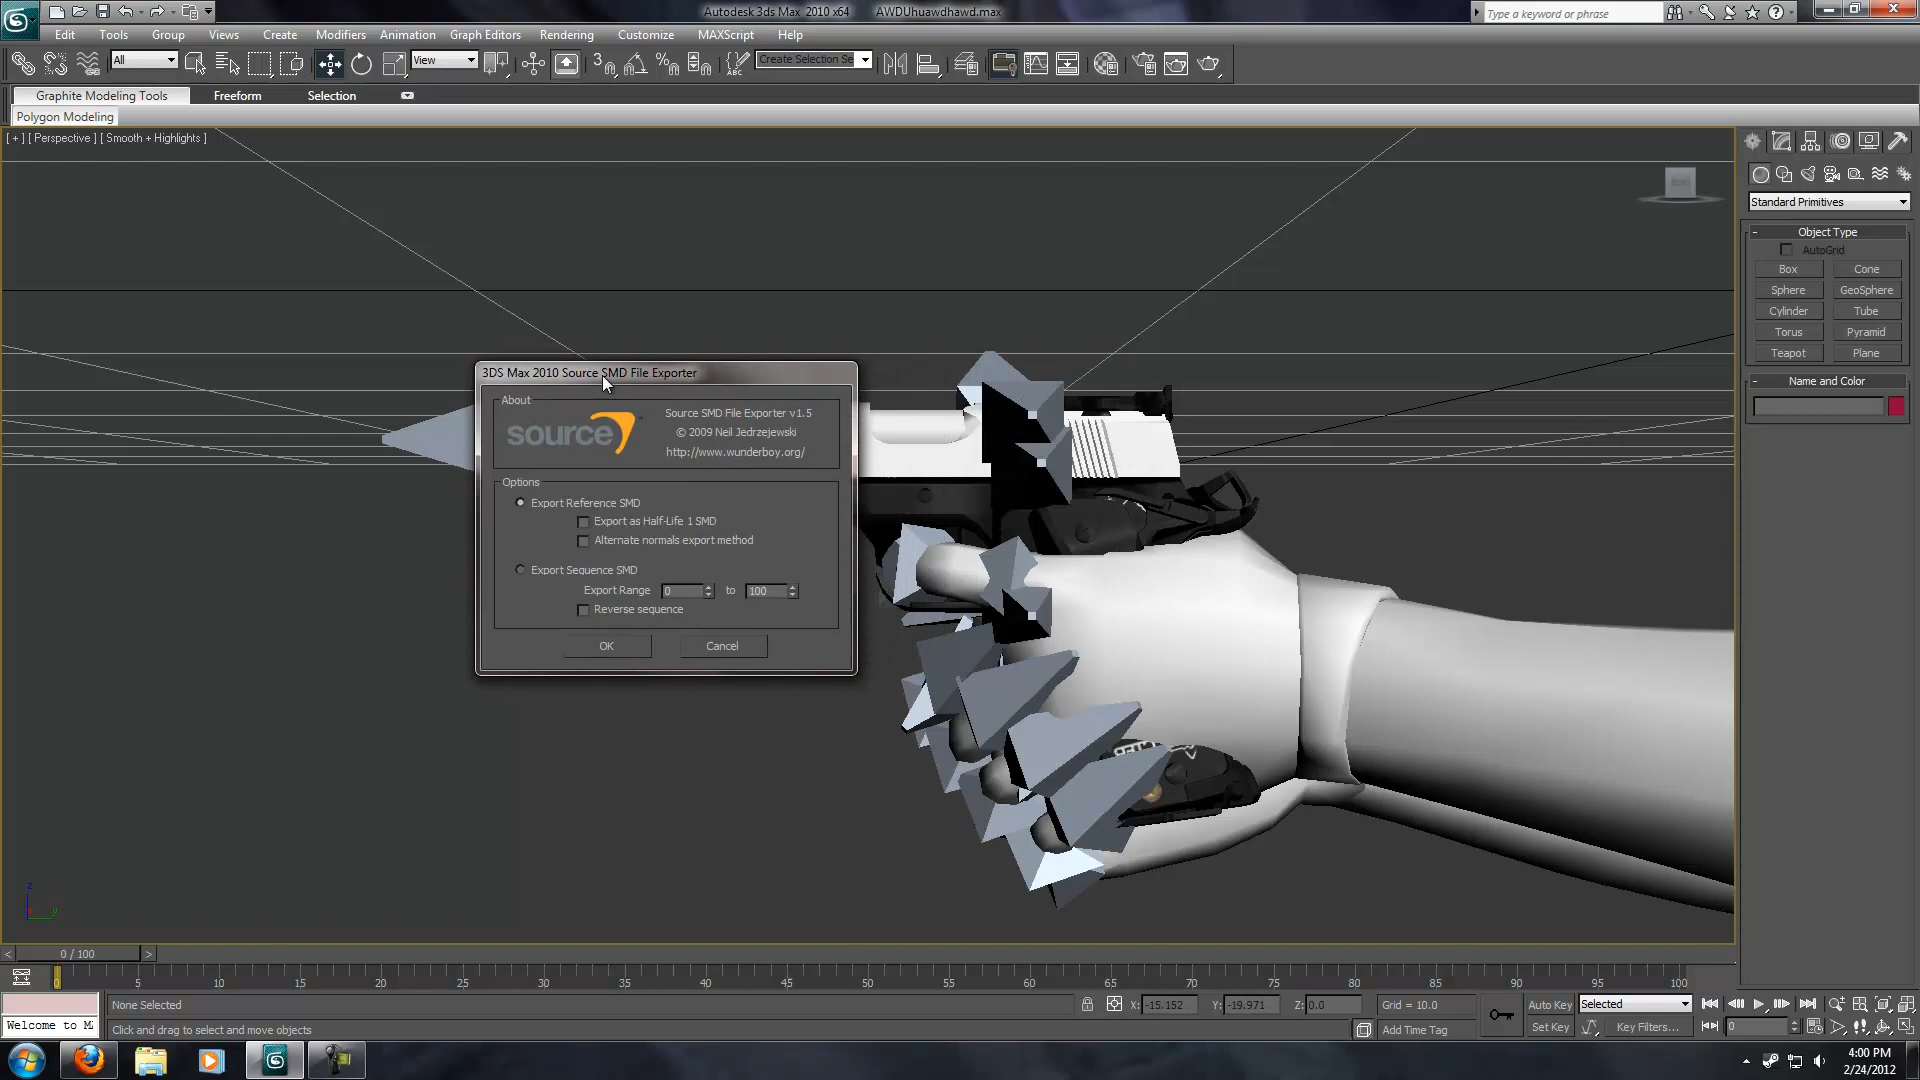 Autodesk 3ds Max 2010 x64 AWDUhuawdhawd.max
Type a keyword or phrase
Edit Tools Group Views Create Modifiers Animation Graph Editors Rendering Customize MAXScript Help
All View Create Selection Se
Graphite Modeling Tools Freeform Selection
Polygon Modeling
[ + ] [ Perspective ] [ Smooth + Highlights ]
Standard Primitives
Object Type
AutoGrid
Box Cone
Sphere GeoSphere
Cylinder Tube
Torus Pyramid
Teapot Plane
Name and Color
3DS Max 2010 Source SMD File Exporter
About
source
Source SMD File Exporter v1.5
© 2009 Neil Jedrzejewski
http://www.wunderboy.org/
Options
Export Reference SMD
Export as Half-Life 1 SMD
Alternate normals export method
Export Sequence SMD
Export Range 0 to 100
Reverse sequence
OK Cancel
z
y
< 0 / 100 >
0 5 10 15 20 25 30 35 40 45 50 55 60 65 70 75 80 85 90 95 100
None Selected X: -15.152 Y: -19.971 Z: 0.0 Grid = 10.0 Auto Key Selected
Welcome to M
Click and drag to select and move objects Add Time Tag Set Key Key Filters... 0
4:00 PM
2/24/2012